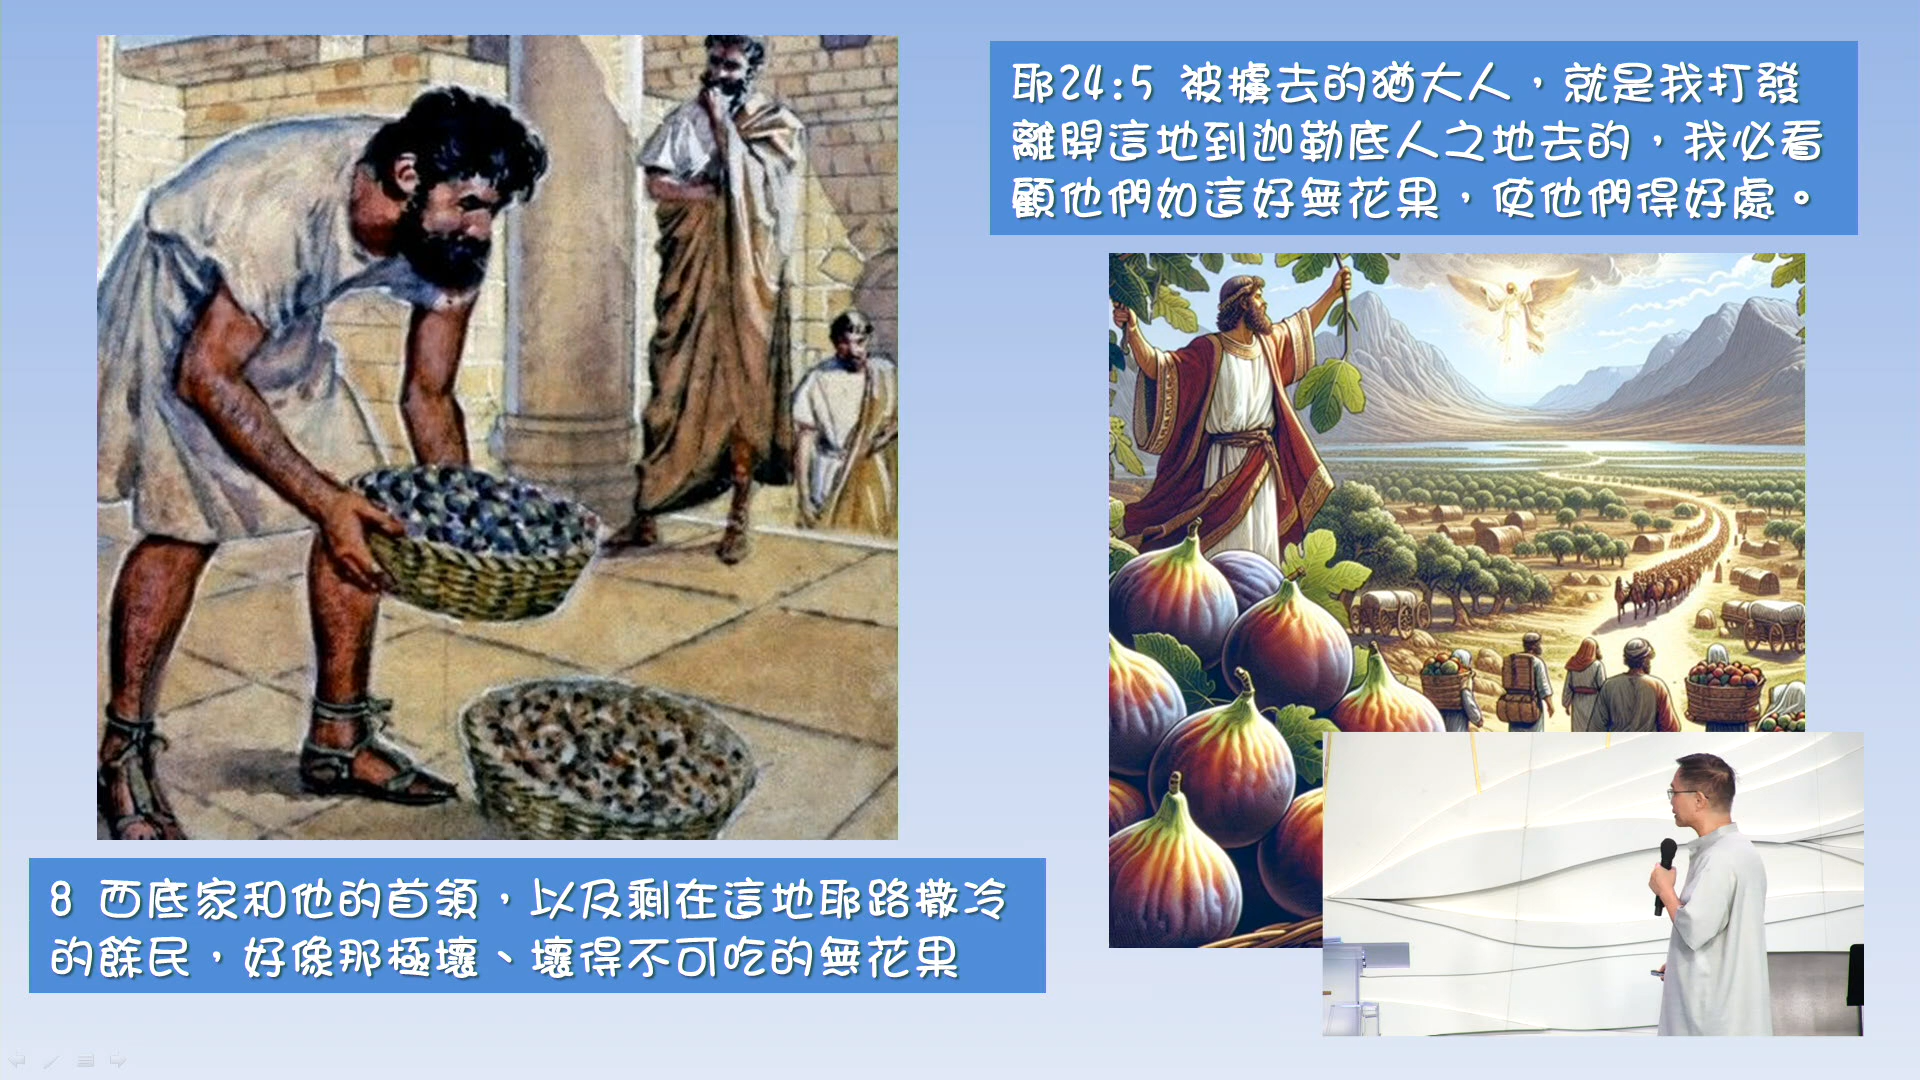 耶24:5 被擄去的猶大人，就是我打發
離開這地到迦勒底人之地去的，我必看
顧他們如這好無花果，使他們得好處。
8 西底家和他的首領，以及剩在這地耶路撒冷
的餘民，好像那極壞、壞得不可吃的無花果